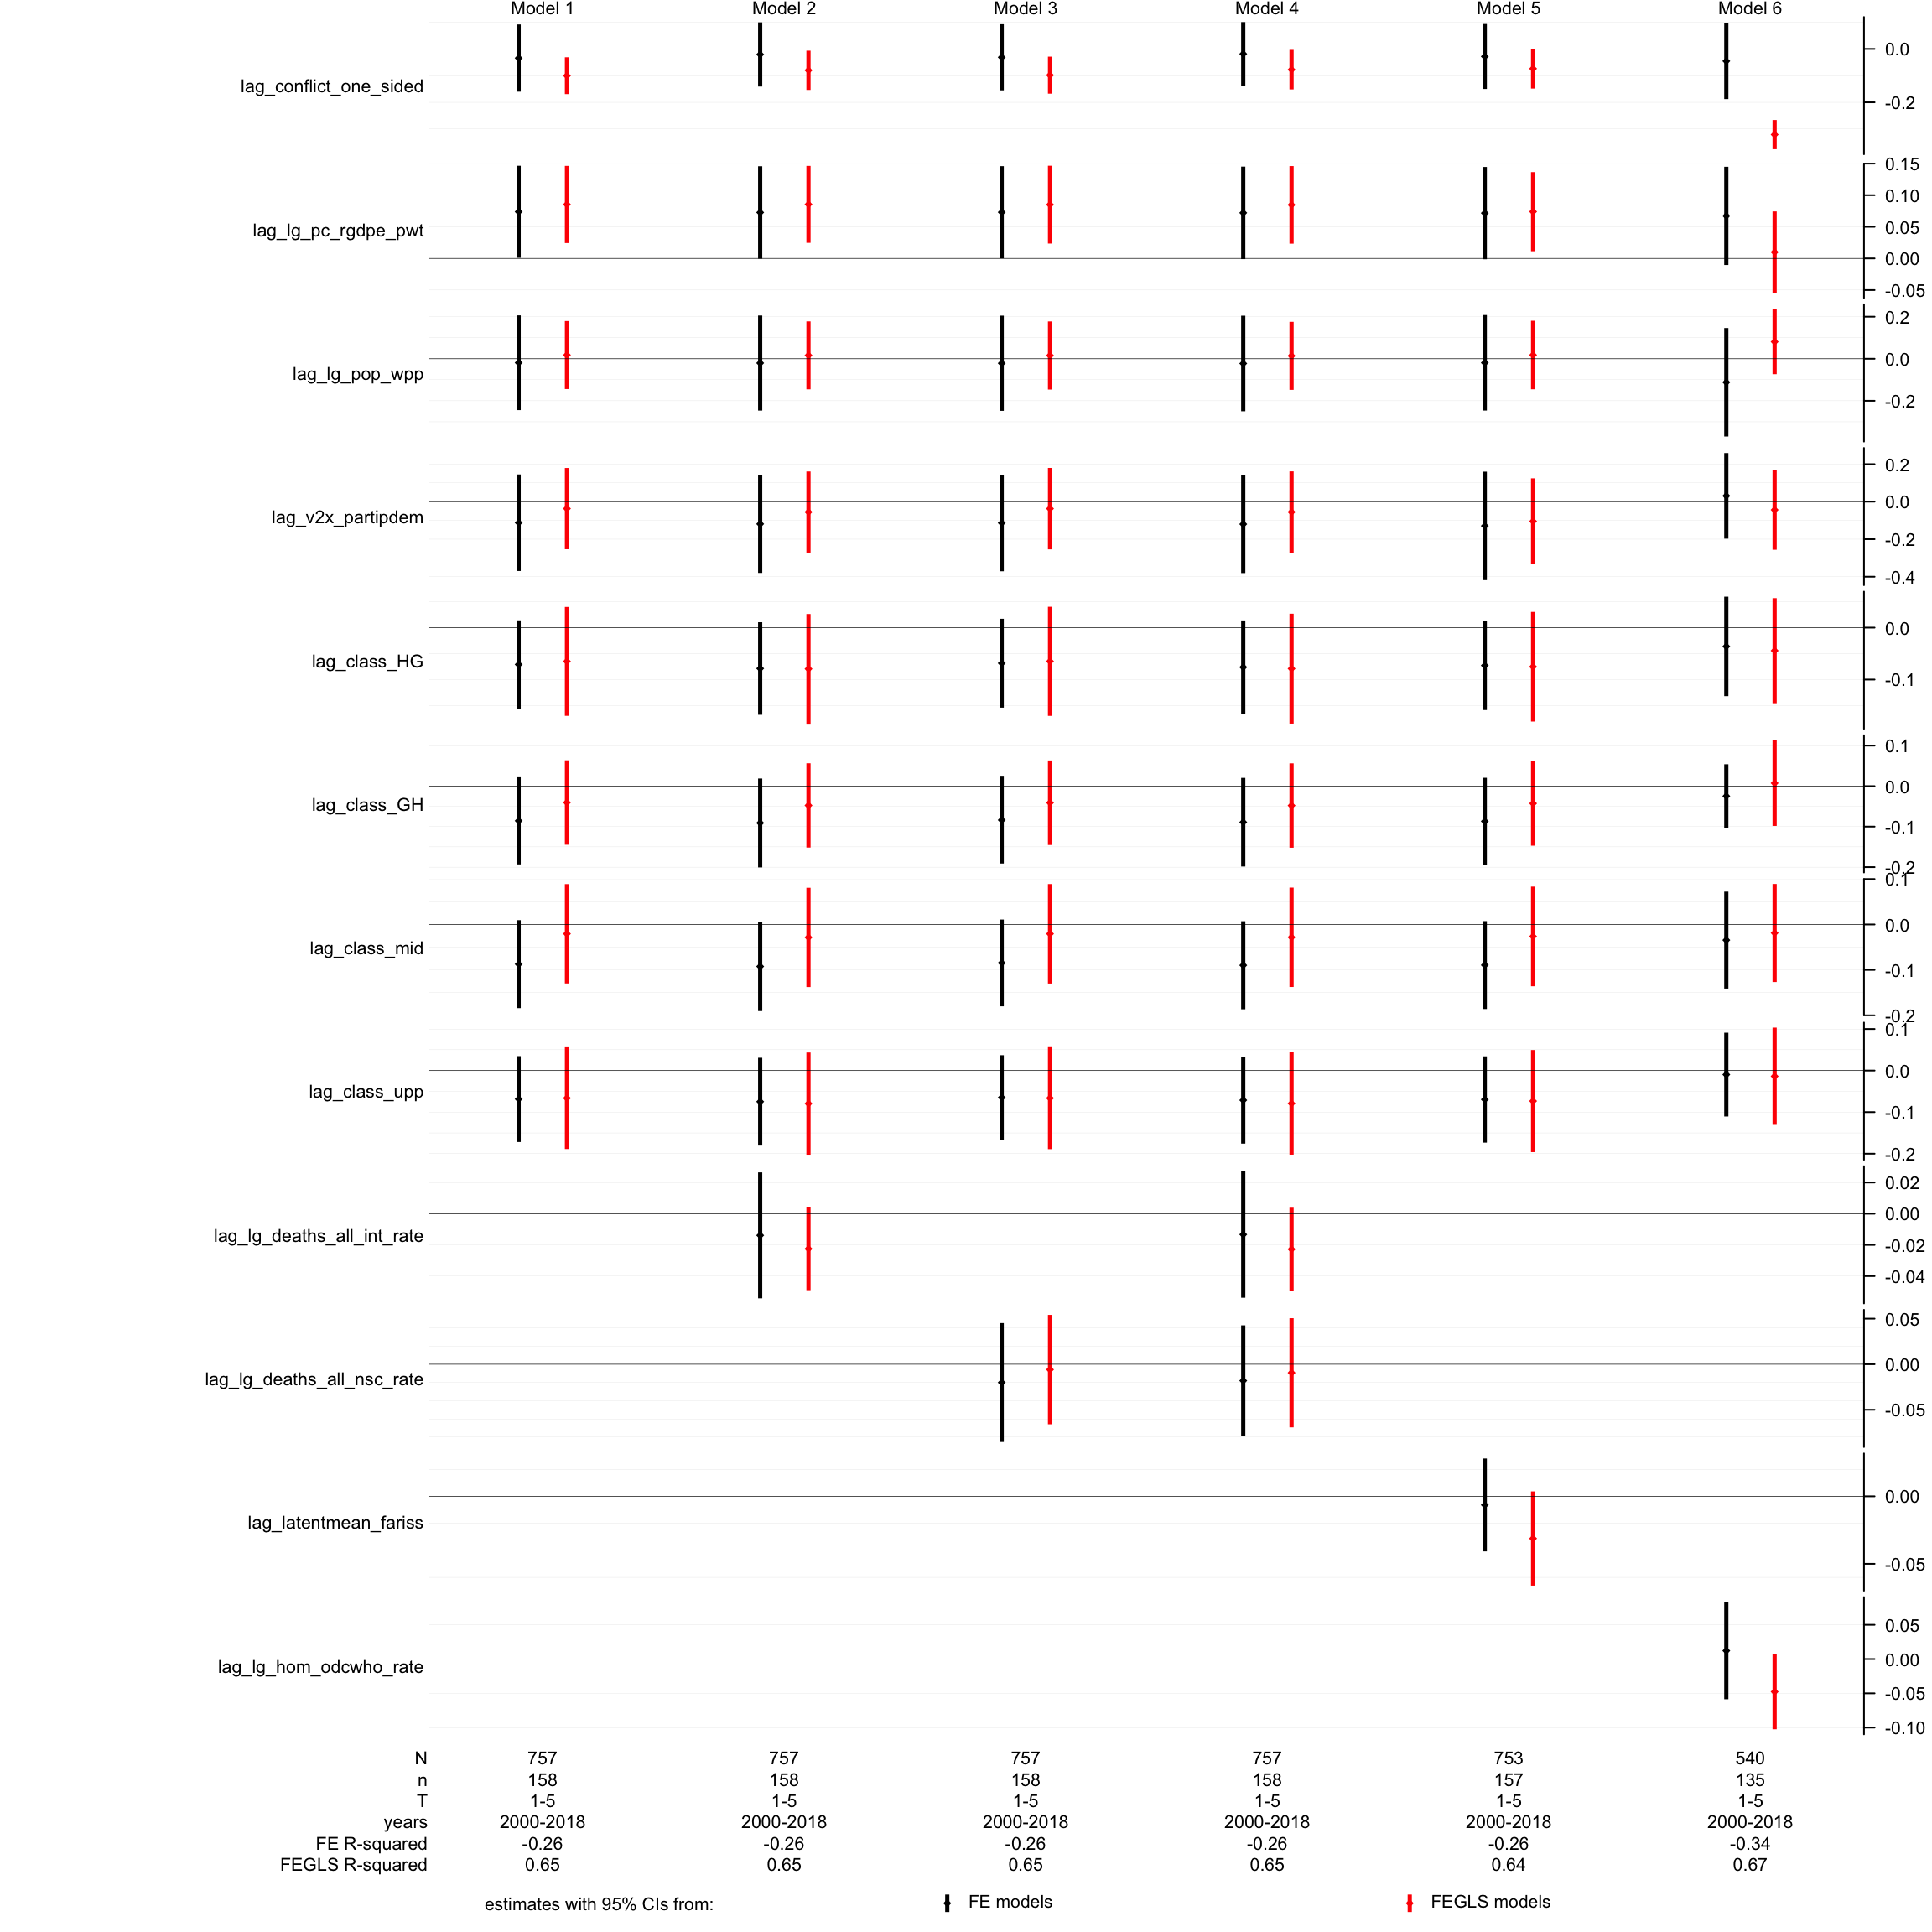 Model 1 Model 2 Model 3 Model 4 Model 5 Model 6
lag_conflict_one_sided
0.0
-0.2
lag_lg_pc_rgdpe_pwt
0.15
0.10
0.05
0.00
-0.05
lag_lg_pop_wpp
0.2
0.0
-0.2
lag_v2x_partipdem
0.2
0.0
-0.2
-0.4
lag_class_HG
0.0
-0.1
lag_class_GH
0.1
0.0
-0.1
-0.2
lag_class_mid
0.1
0.0
-0.1
-0.2
lag_class_upp
0.1
0.0
-0.1
-0.2
lag_lg_deaths_all_int_rate
0.02
0.00
-0.02
-0.04
lag_lg_deaths_all_nsc_rate
0.05
0.00
-0.05
lag_latentmean_fariss
0.00
-0.05
lag_lg_hom_odcwho_rate
0.05
0.00
-0.05
-0.10
N 757 757 757 757 753 540
n 158 158 158 158 157 135
T 1-5 1-5 1-5 1-5 1-5 1-5
years 2000-2018 2000-2018 2000-2018 2000-2018 2000-2018 2000-2018
FE R-squared -0.26 -0.26 -0.26 -0.26 -0.26 -0.34
FEGLS R-squared 0.65 0.65 0.65 0.65 0.64 0.67
estimates with 95% CIs from: FE models FEGLS models